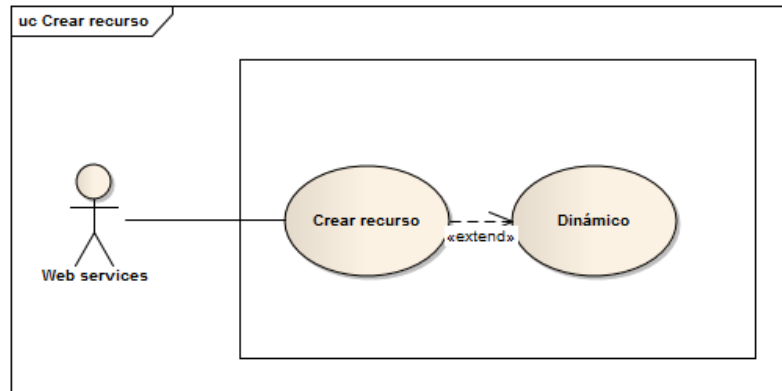 uc Crear recurso
Crear recurso
Dinámico
«extend»
Web services